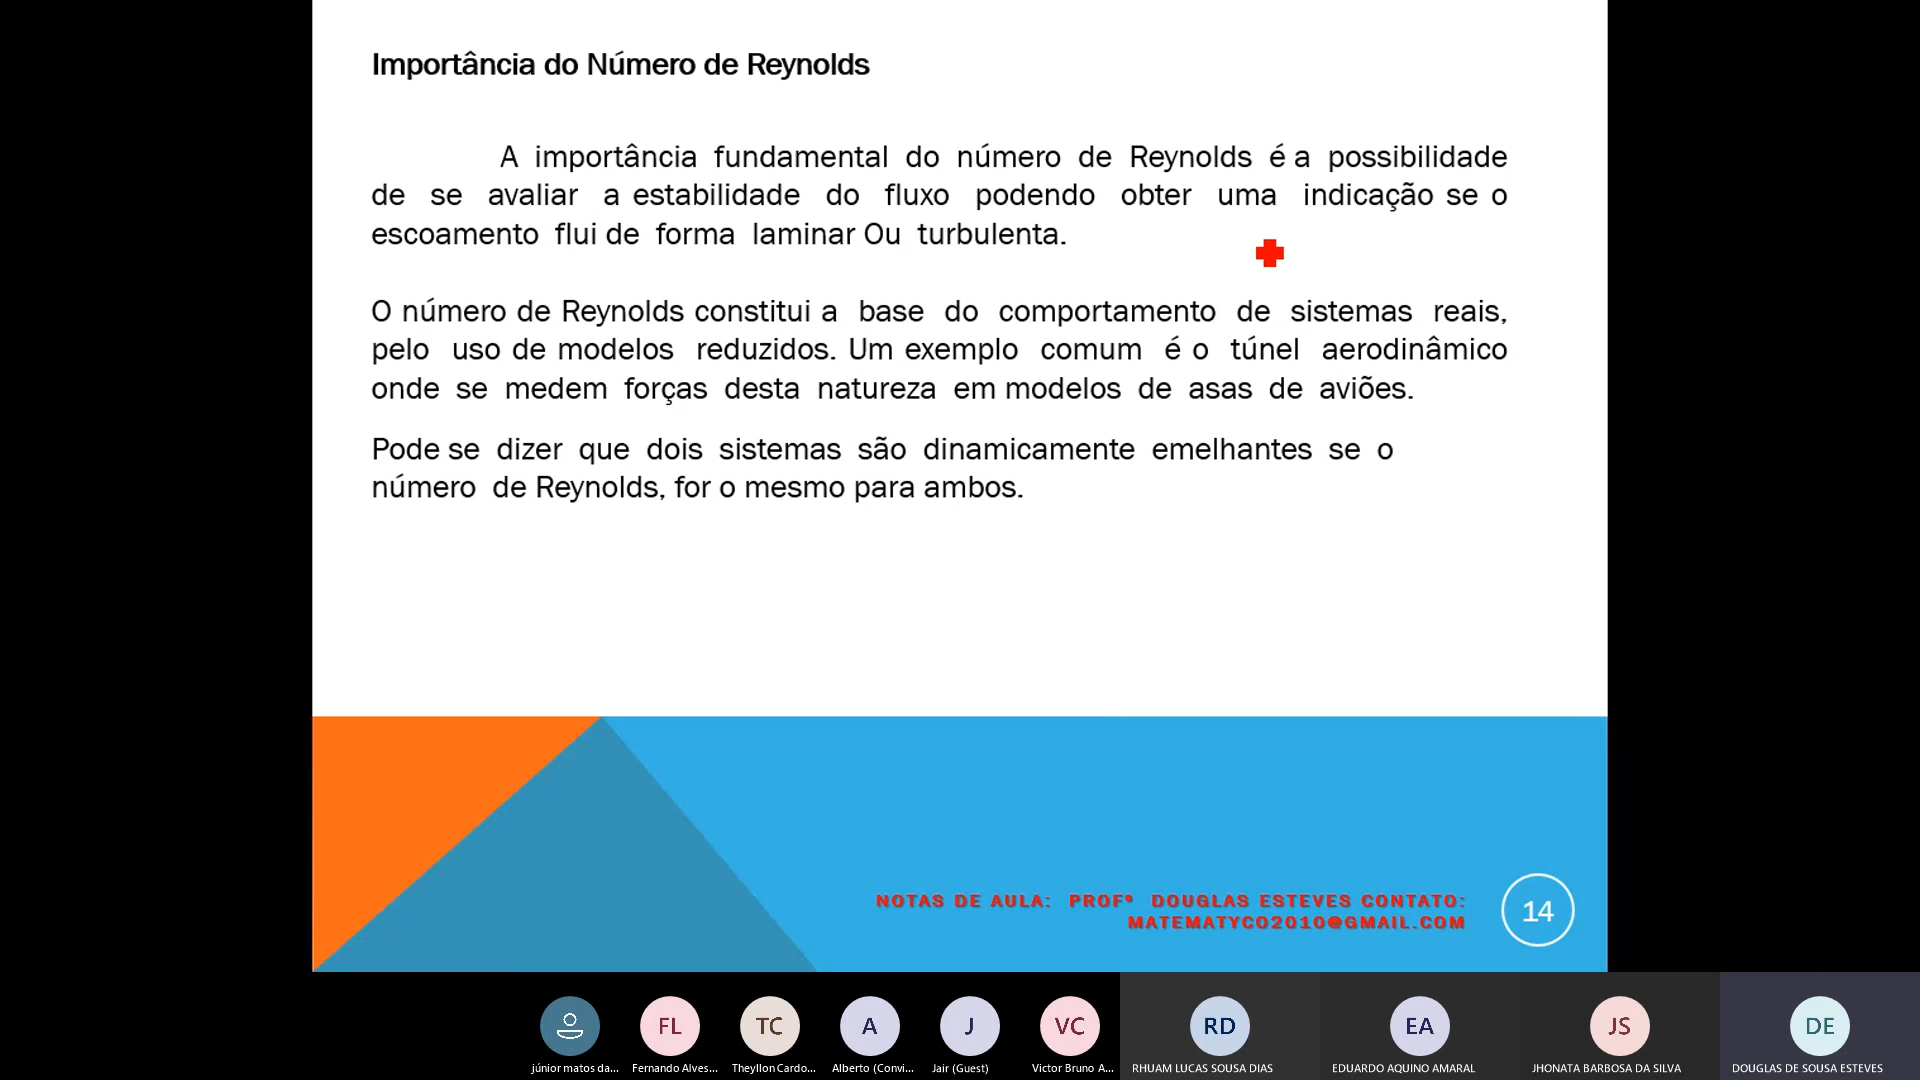 Importância do Número de Reynolds
A importância fundamental do número de Reynolds é a possibilidade
de se avaliar a estabilidade do fluxo podendo obter uma indicação se o
escoamento flui de forma laminar Ou turbulenta.
O número de Reynolds constitui a base do comportamento de sistemas reais,
pelo uso de modelos reduzidos. Um exemplo comum é o túnel aerodinâmico
onde se medem forças desta natureza em modelos de asas de aviões.
Pode se dizer que dois sistemas são dinamicamente emelhantes se o
número de Reynolds, for o mesmo para ambos.
NOTAS DE AULA: PROFº DOUGLAS ESTEVES CONTATO:
MATEMATYCO2010@GMAIL.COM
14
FL TC A J VC RD EA JS DE
júnior matos da... Fernando Alves... Theyllon Cardo... Alberto (Convi... Jair (Guest) Victor Bruno A... RHUAM LUCAS SOUSA DIAS EDUARDO AQUINO AMARAL JHONATA BARBOSA DA SILVA DOUGLAS DE SOUSA ESTEVES